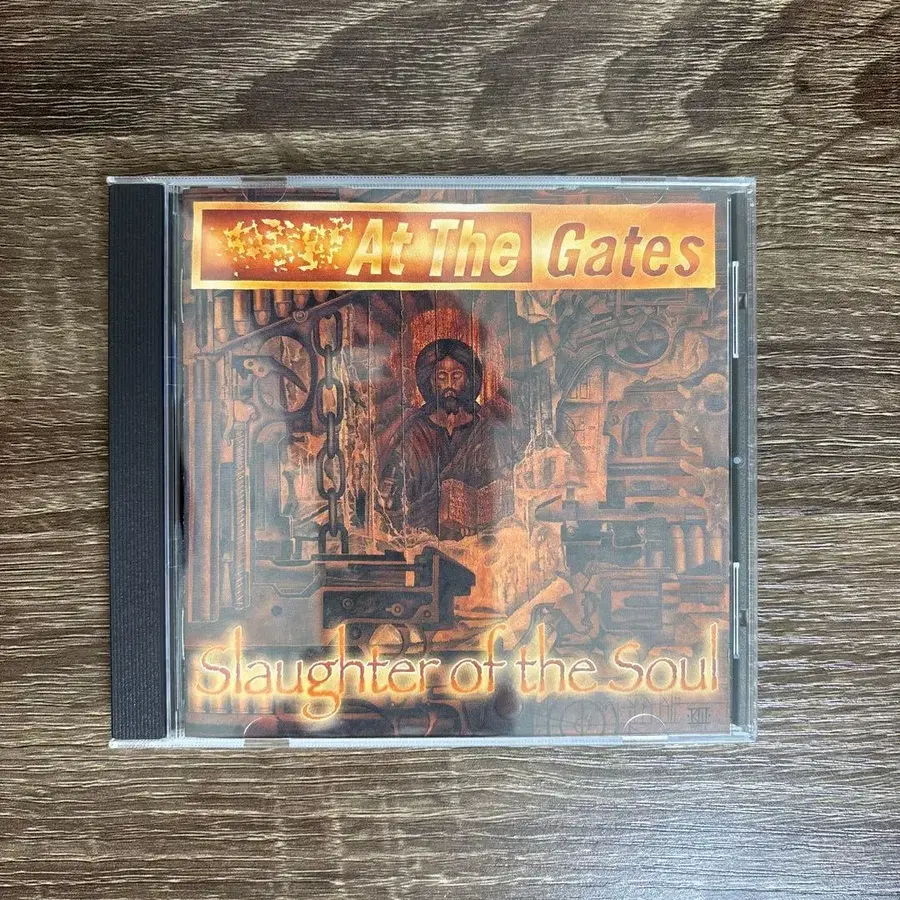 At The Gates
Slaughter of the Soul